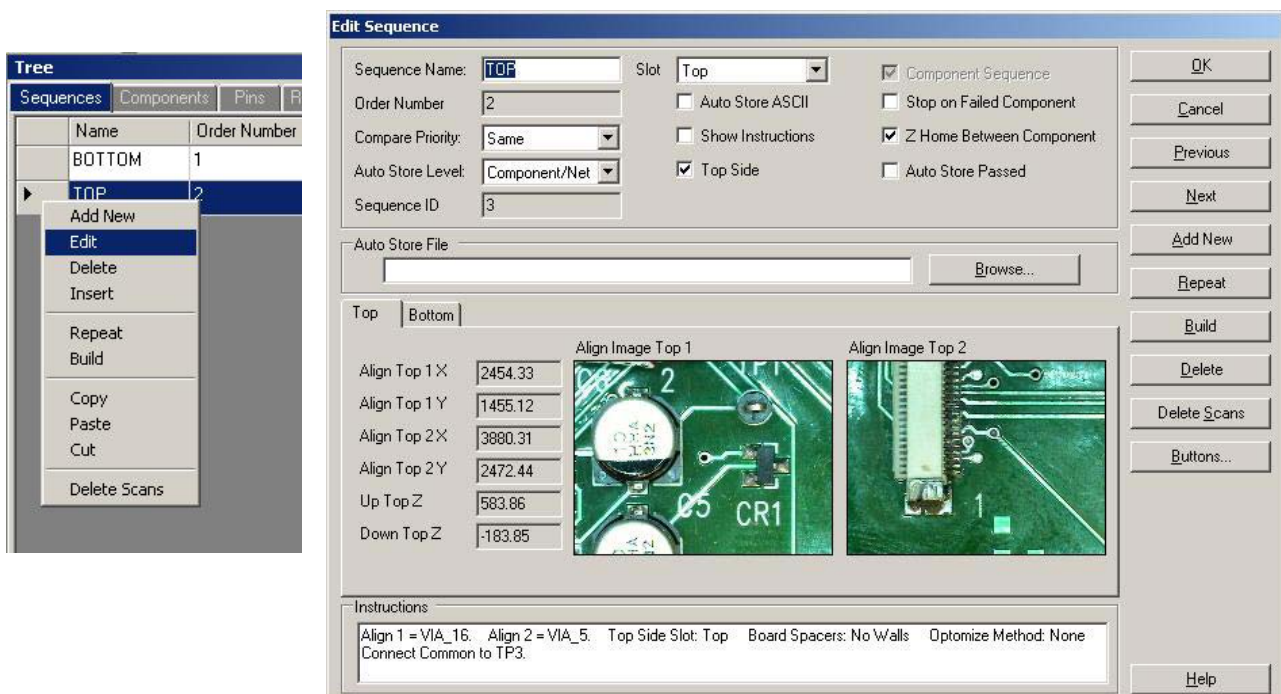 Tree
Sequences Components Pins R
Name Order Number
BOTTOM 1
TOP 2
Add New
Edit
Delete
Insert
Repeat
Build
Copy
Paste
Cut
Delete Scans
Edit Sequence
Sequence Name: TOP Slot Top Component Sequence
Order Number 2 Auto Store ASCII Stop on Failed Component
Compare Priority: Same Show Instructions Z Home Between Component
Auto Store Level: Component/Net Top Side Auto Store Passed
Sequence ID 3
Auto Store File
Browse...
Top Bottom
Align Image Top 1 Align Image Top 2
Align Top 1 X 2454.33
Align Top 1 Y 1455.12
Align Top 2 X 3880.31
Align Top 2 Y 2472.44
Up Top Z 583.86
Down Top Z -183.85
2
C5 CR1
1
Instructions
Align 1 = VIA_16. Align 2 = VIA_5. Top Side Slot: Top Board Spacers: No Walls Optomize Method: None
Connect Common to TP3.
OK
Cancel
Previous
Next
Add New
Repeat
Build
Delete
Delete Scans
Buttons...
Help